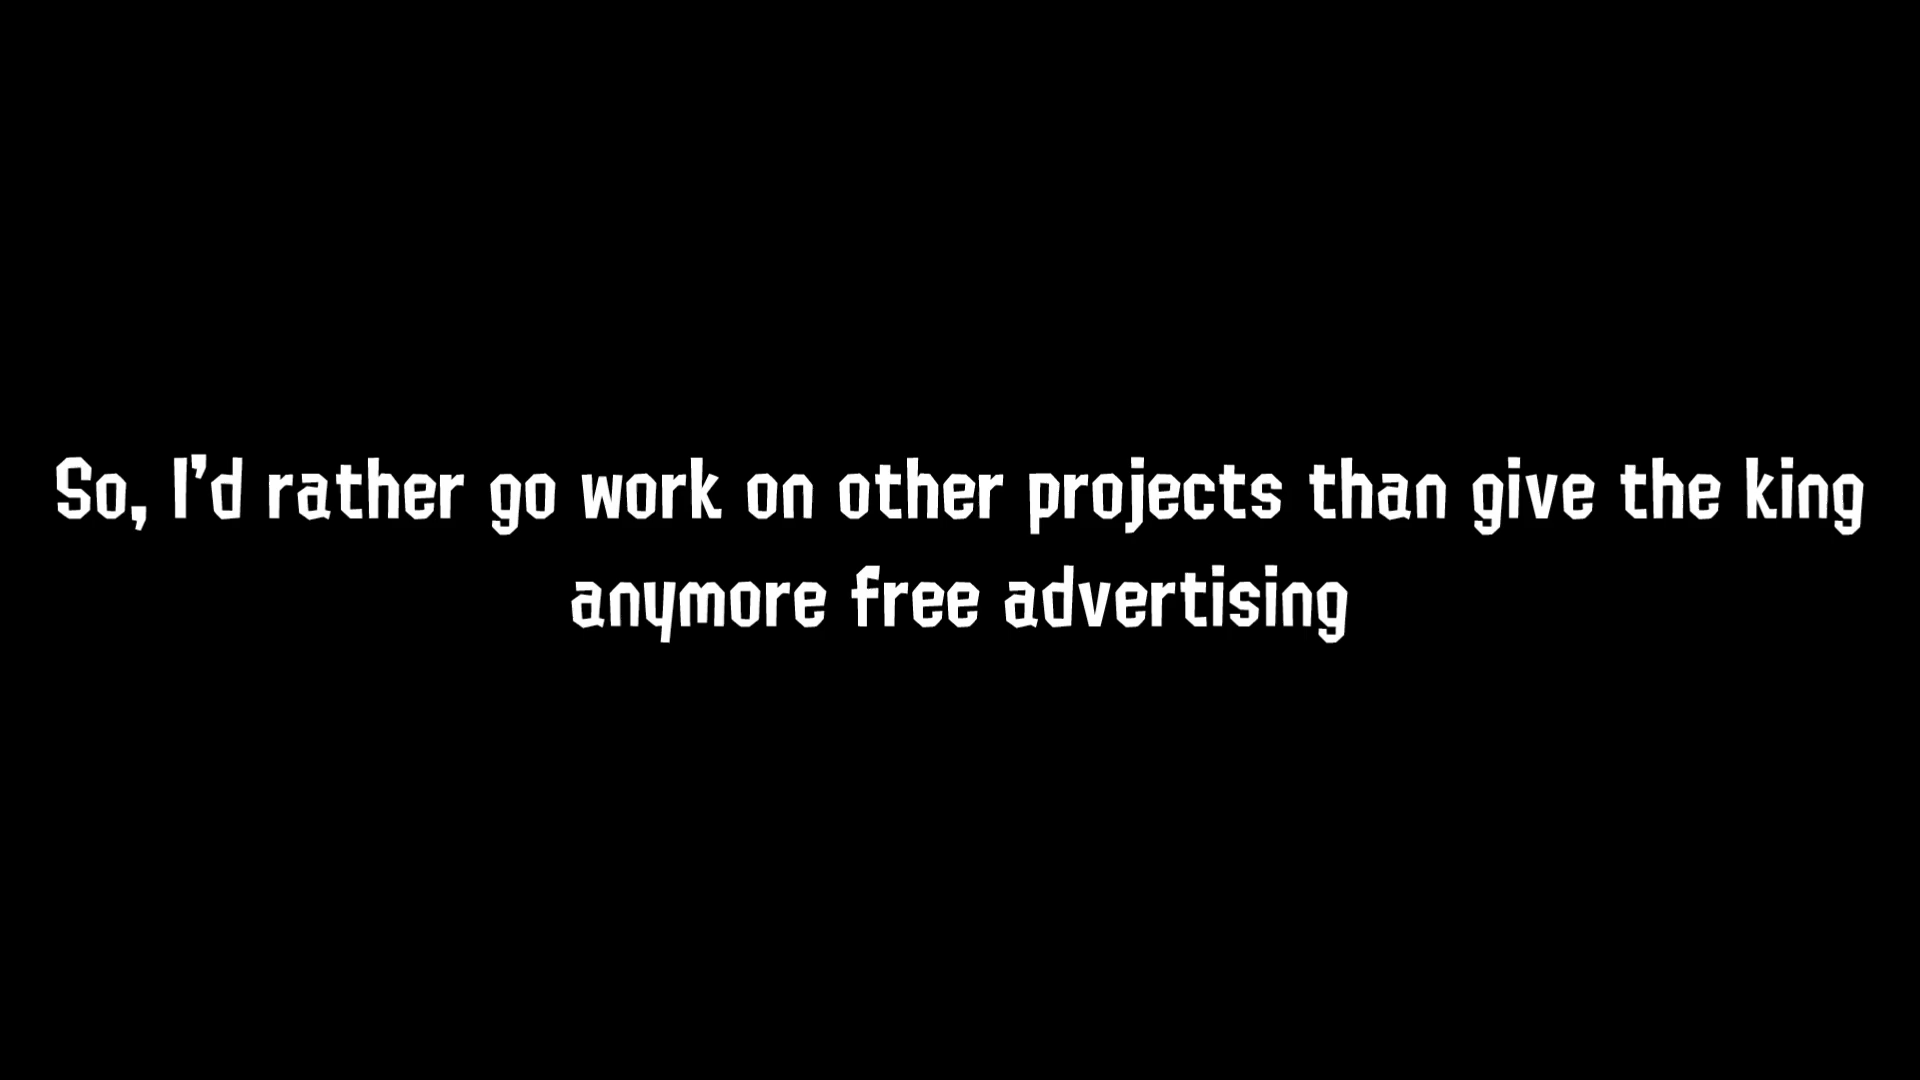 So, I'd rather go work on other projects than give the king
anymore free advertising